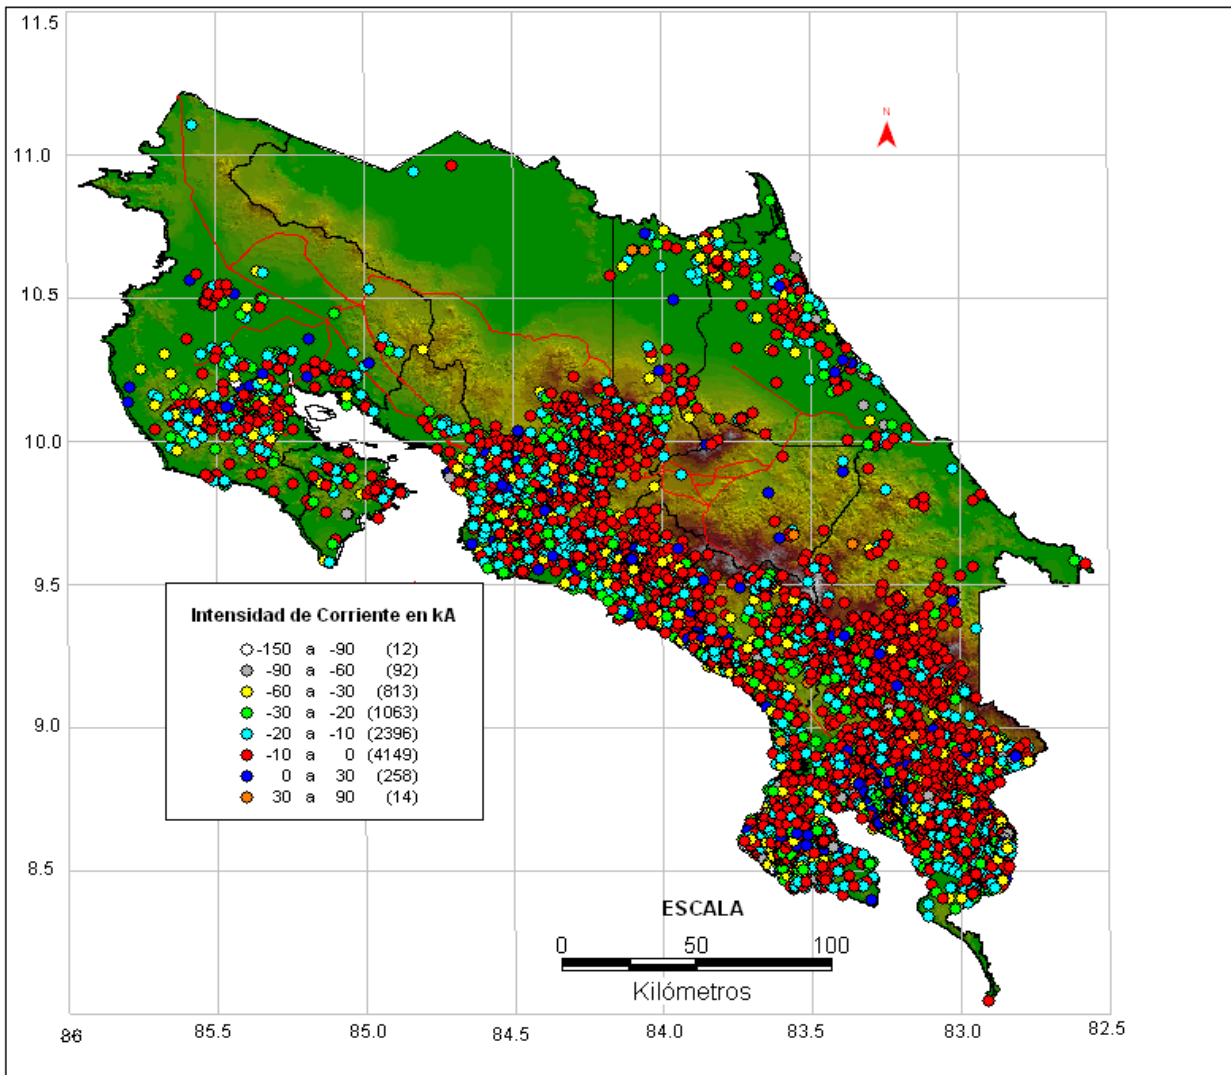 11.5
N
11.0
10.5
10.0
9.5
Intensidad de Corriente en kA
-150 a -90 (12)
-90 a -60 (92)
-60 a -30 (813)
-30 a -20 (1063)
-20 a -10 (2396)
-10 a 0 (4149)
0 a 30 (258)
30 a 90 (14)
9.0
8.5
ESCALA
0 50 100
Kilómetros
86 85.5 85.0 84.5 84.0 83.5 83.0 82.5